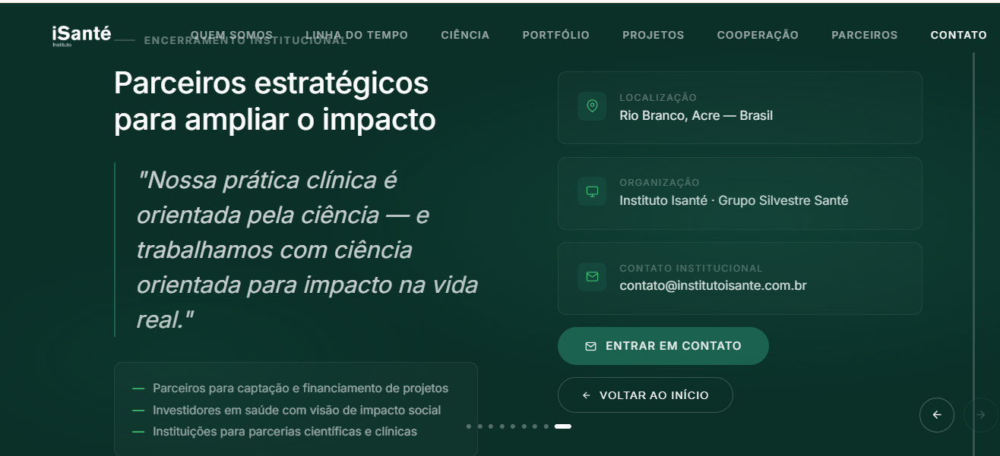 iSanté
Instituto
QUEM SOMOS
LINHA DO TEMPO
CIÊNCIA
PORTFÓLIO
PROJETOS
COOPERAÇÃO
PARCEIROS
CONTATO
ENCERRAMENTO INSTITUCIONAL
Parceiros estratégicos
para ampliar o impacto
"Nossa prática clínica é
orientada pela ciência — e
trabalhamos com ciência
orientada para impacto na vida
real."
— Parceiros para captação e financiamento de projetos
— Investidores em saúde com visão de impacto social
— Instituições para parcerias científicas e clínicas
LOCALIZAÇÃO
Rio Branco, Acre — Brasil
ORGANIZAÇÃO
Instituto Isanté · Grupo Silvestre Santé
CONTATO INSTITUCIONAL
contato@institutoisante.com.br
ENTRAR EM CONTATO
← VOLTAR AO INÍCIO